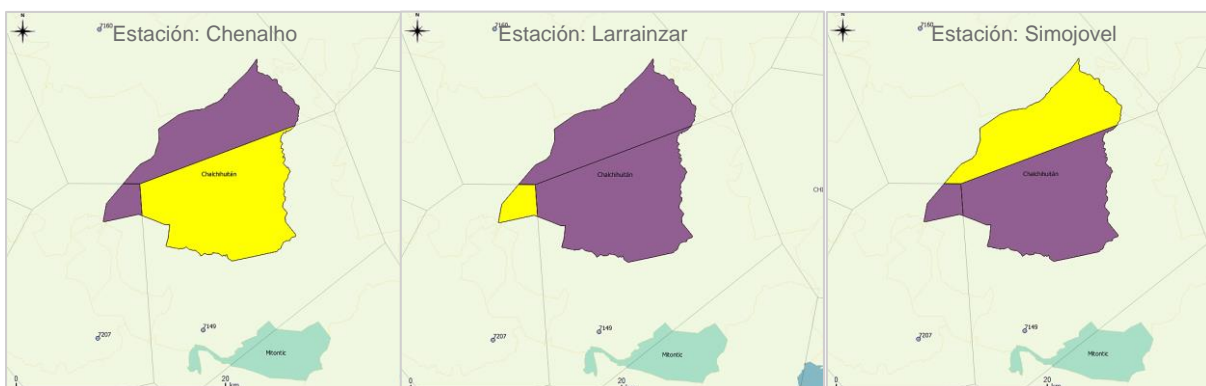 N
7160
Estación: Chenalho
Chalchihuitán
7149
7207
Mitontic
0
N
7160
Estación: Larrainzar
Chalchihuitán
7149
7207
Mitontic
0
20
N
7160
Estación: Simojovel
Chalchihuitán
7149
7207
Mitontic
0
20